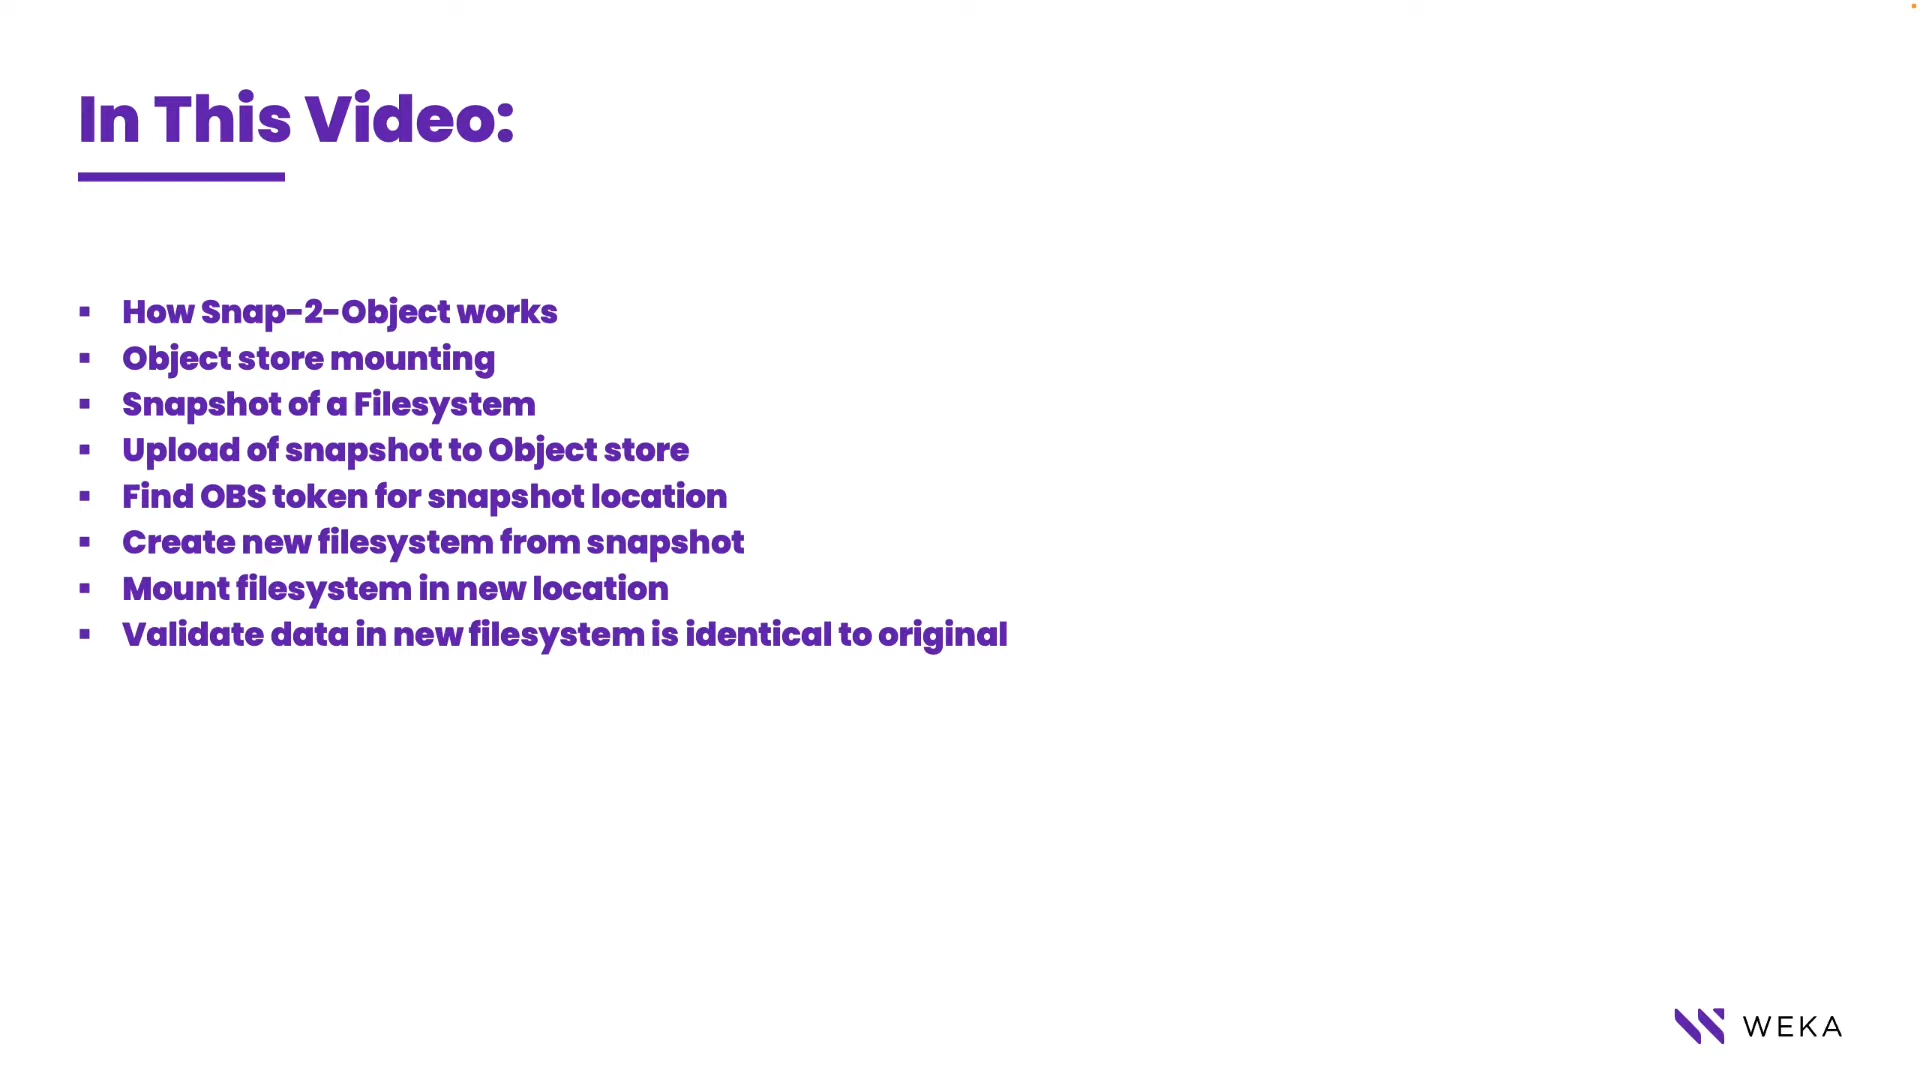 In This Video:
▪ How Snap-2-Object works
▪ Object store mounting
▪ Snapshot of a Filesystem
▪ Upload of snapshot to Object store
▪ Find OBS token for snapshot location
▪ Create new filesystem from snapshot
▪ Mount filesystem in new location
▪ Validate data in new filesystem is identical to original
WEKA